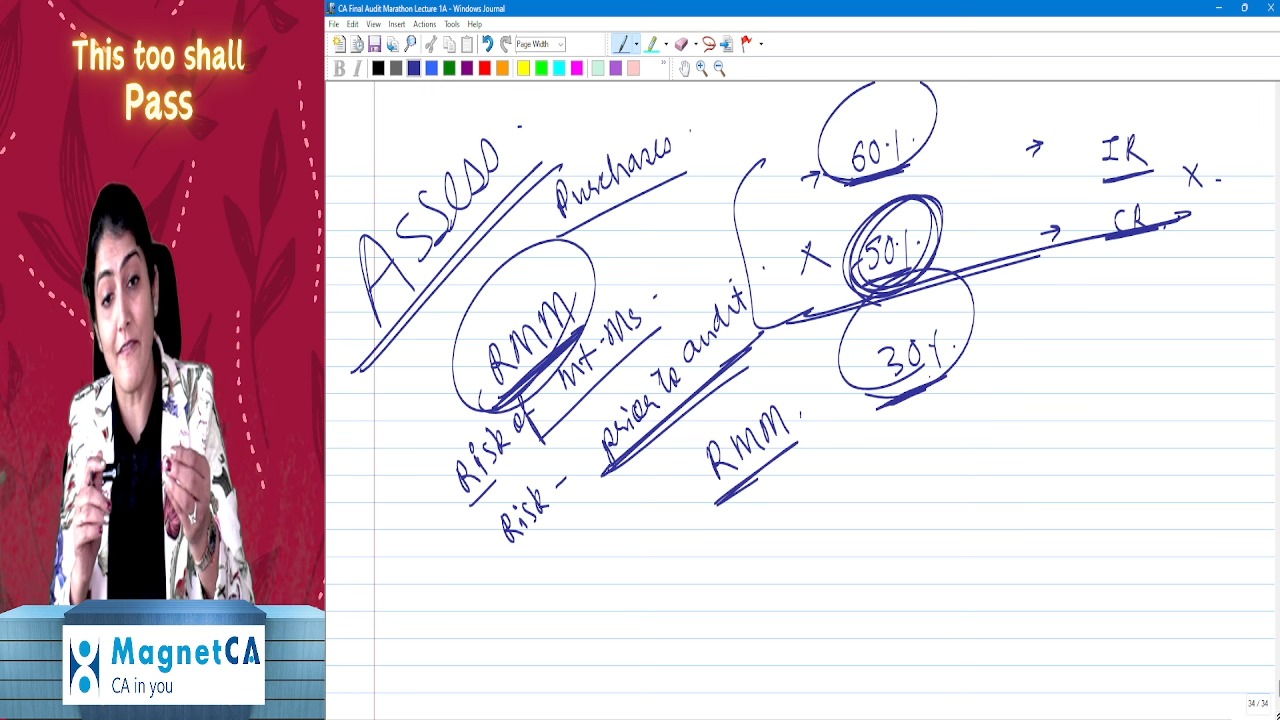 This too shall
Pass
MagnetCA
CA in you
CA Final Audit Marathon Lecture 1A - Windows Journal
File Edit View Insert Actions Tools Help
Page Width
B I
Assess
Purchases
RMM
Risk of Mt. Ms.
Risk - prior to audit
RMM.
60%. → IR
X 50%. → CR X
30%.
34 / 34